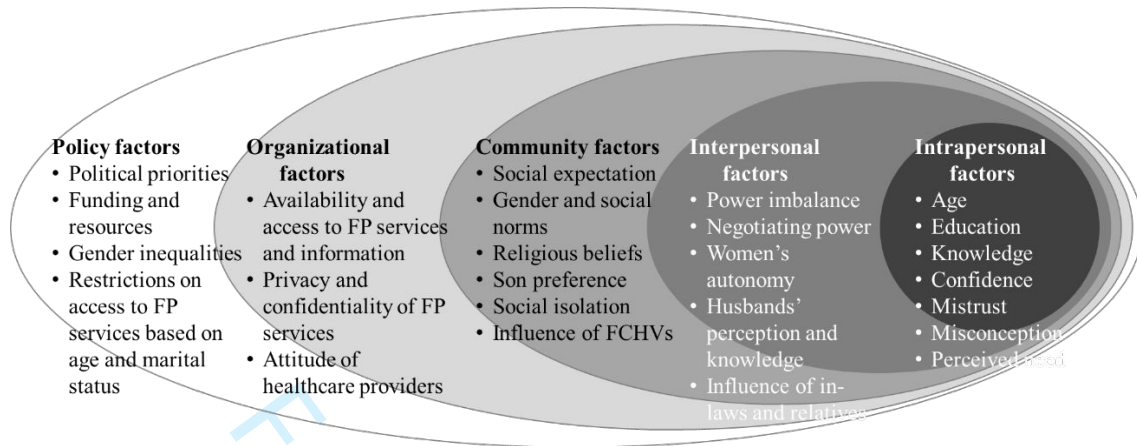 Policy factors
• Political priorities
• Funding and
resources
• Gender inequalities
• Restrictions on
access to FP
services based on
age and marital
status
Organizational
factors
• Availability and
access to FP services
and information
• Privacy and
confidentiality of FP
services
• Attitude of
healthcare providers
Community factors
• Social expectation
• Gender and social
norms
• Religious beliefs
• Son preference
• Social isolation
• Influence of FCHVs
Interpersonal
factors
• Power imbalance
• Negotiating power
• Women's
autonomy
• Husbands'
perception and
knowledge
• Influence of in-
laws and relatives
Intrapersonal
factors
• Age
• Education
• Knowledge
• Confidence
• Mistrust
• Misconception
• Perceived need
F